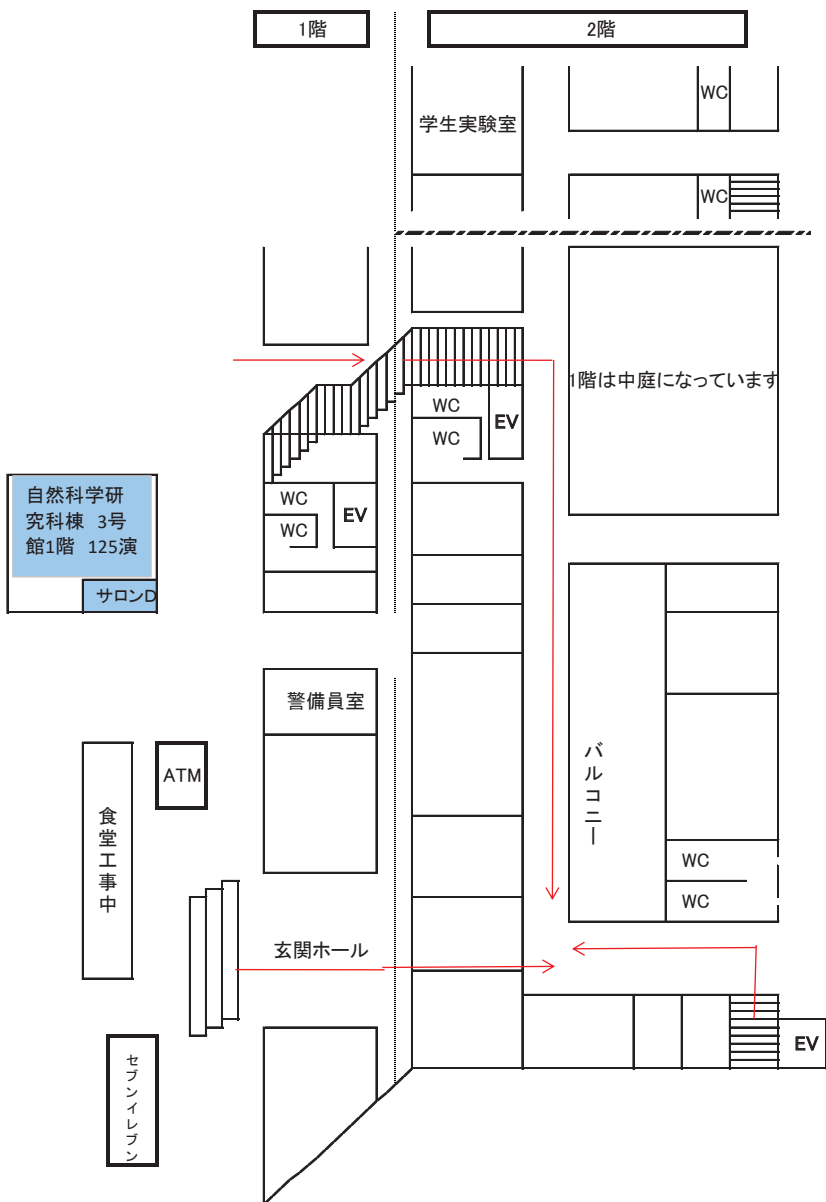 1階
2階
WC
学生実験室
WC
1階は中庭になっています
WC
WC
EV
自然科学研
究科棟 3号
館1階 125演
サロンD
WC
WC
EV
警備員室
ATM
バルコニー
食堂工事中
WC
WC
玄関ホール
セブンイレブン
EV